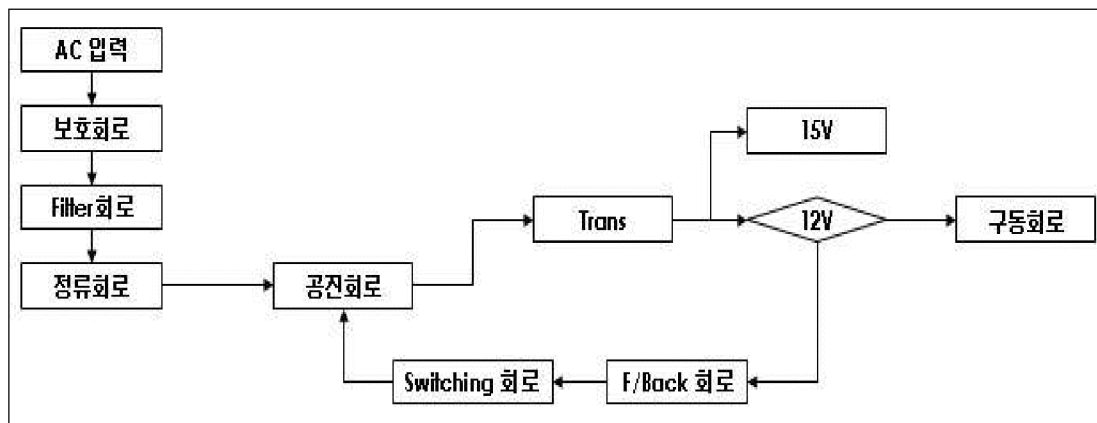 AC 입력
보호회로
Filter회로
정류회로
공진회로
Trans
15V
12V
구동회로
F/Back 회로
Switching 회로